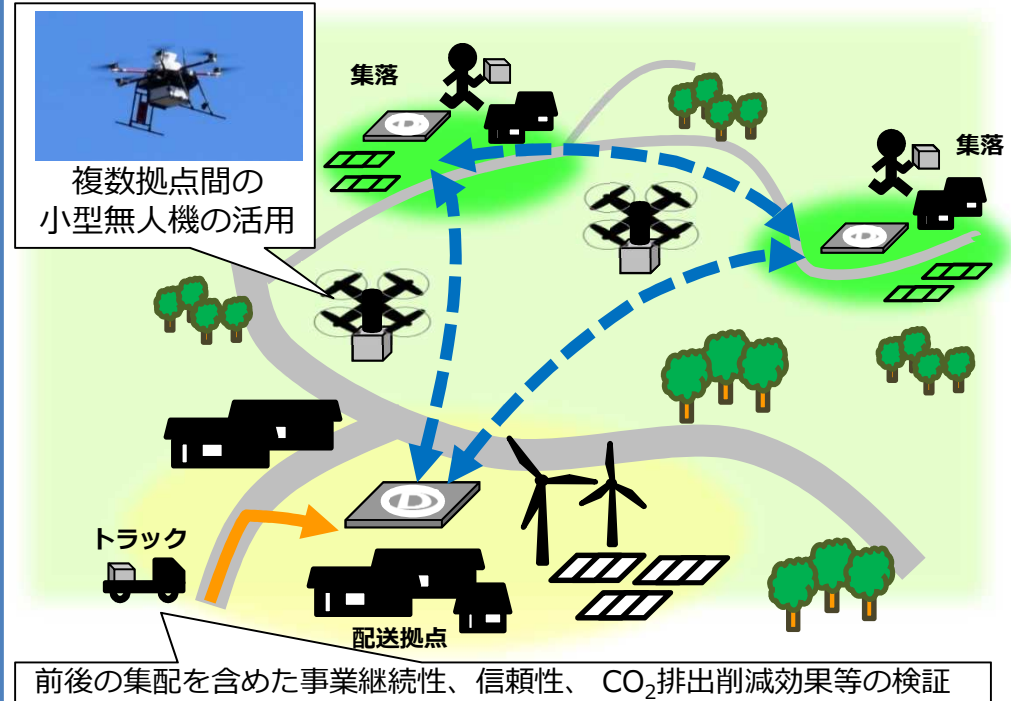 複数拠点間の
小型無人機の活用
集落
集落
トラック
配送拠点
前後の集配を含めた事業継続性、信頼性、 CO₂排出削減効果等の検証